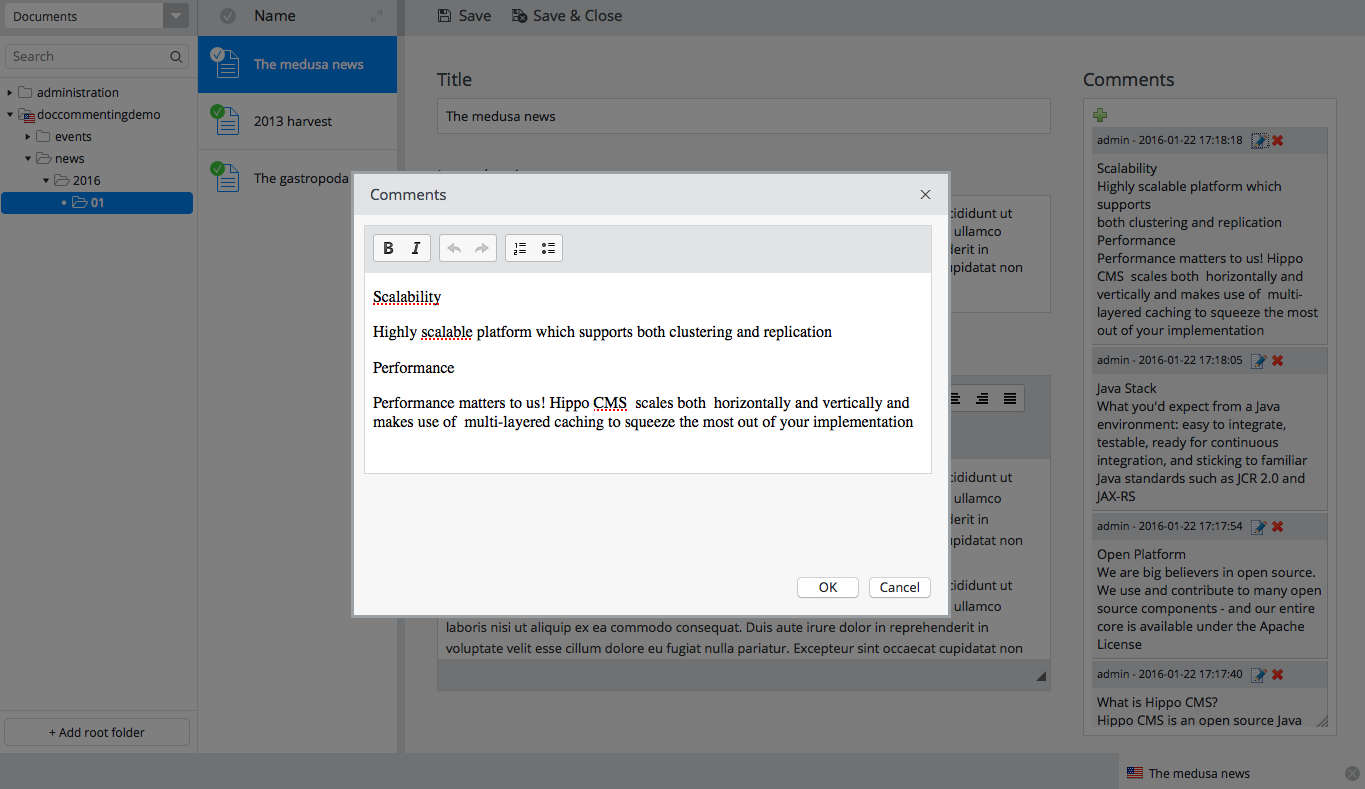 Documents
Search
administration
doccommentingdemo
events
news
2016
01
+ Add root folder
Name
The medusa news
2013 harvest
The gastropoda
Save
Save & Close
Title
The medusa news
cididunt ut
ullamco
lerit in
upidatat non
Comments
B I
Scalability
Highly scalable platform which supports both clustering and replication
Performance
Performance matters to us! Hippo CMS  scales both  horizontally and vertically and
makes use of  multi-layered caching to squeeze the most out of your implementation
OK
Cancel
cididunt ut
ullamco
lerit in
upidatat non
cididunt ut
ullamco
laboris nisi ut aliquip ex ea commodo consequat. Duis aute irure dolor in reprehenderit in
voluptate velit esse cillum dolore eu fugiat nulla pariatur. Excepteur sint occaecat cupidatat non
Comments
admin - 2016-01-22 17:18:18
Scalability
Highly scalable platform which
supports
both clustering and replication
Performance
Performance matters to us! Hippo
CMS  scales both  horizontally and
vertically and makes use of  multi-
layered caching to squeeze the most
out of your implementation
admin - 2016-01-22 17:18:05
Java Stack
What you'd expect from a Java
environment: easy to integrate,
testable, ready for continuous
integration, and sticking to familiar
Java standards such as JCR 2.0 and
JAX-RS
admin - 2016-01-22 17:17:54
Open Platform
We are big believers in open source.
We use and contribute to many open
source components - and our entire
core is available under the Apache
License
admin - 2016-01-22 17:17:40
What is Hippo CMS?
Hippo CMS is an open source Java
The medusa news